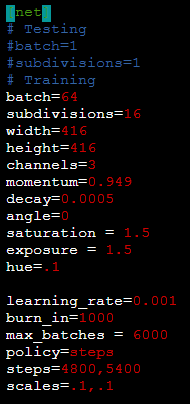 [net]
# Testing
#batch=1
#subdivisions=1
# Training
batch=64
subdivisions=16
width=416
height=416
channels=3
momentum=0.949
decay=0.0005
angle=0
saturation = 1.5
exposure = 1.5
hue=.1

learning_rate=0.001
burn_in=1000
max_batches = 6000
policy=steps
steps=4800,5400
scales=.1,.1